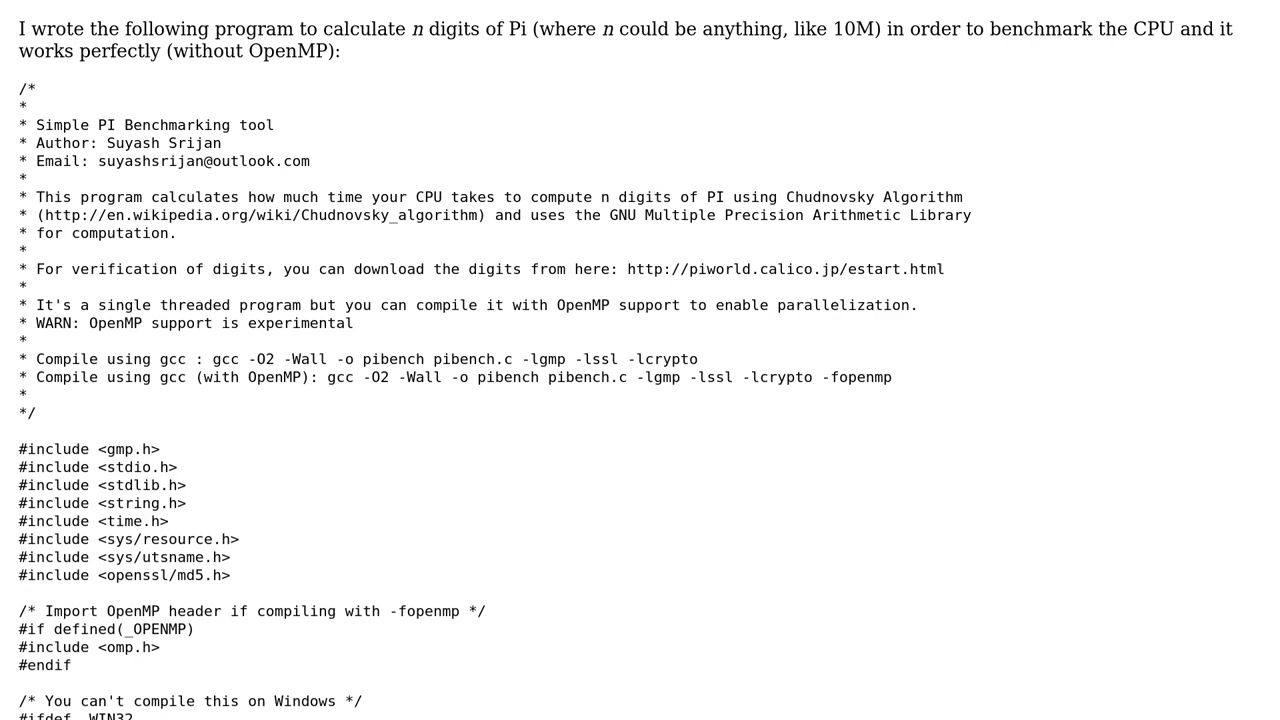 I wrote the following program to calculate n digits of Pi (where n could be anything, like 10M) in order to benchmark the CPU and it
works perfectly (without OpenMP):
/*
*
* Simple PI Benchmarking tool
* Author: Suyash Srijan
* Email: suyashsrijan@outlook.com
*
* This program calculates how much time your CPU takes to compute n digits of PI using Chudnovsky Algorithm
* (http://en.wikipedia.org/wiki/Chudnovsky_algorithm) and uses the GNU Multiple Precision Arithmetic Library
* for computation.
*
* For verification of digits, you can download the digits from here: http://piworld.calico.jp/estart.html
*
* It's a single threaded program but you can compile it with OpenMP support to enable parallelization.
* WARN: OpenMP support is experimental
*
* Compile using gcc : gcc -O2 -Wall -o pibench pibench.c -lgmp -lssl -lcrypto
* Compile using gcc (with OpenMP): gcc -O2 -Wall -o pibench pibench.c -lgmp -lssl -lcrypto -fopenmp
*
*/
#include <gmp.h>
#include <stdio.h>
#include <stdlib.h>
#include <string.h>
#include <time.h>
#include <sys/resource.h>
#include <sys/utsname.h>
#include <openssl/md5.h>
/* Import OpenMP header if compiling with -fopenmp */
#if defined(_OPENMP)
#include <omp.h>
#endif
/* You can't compile this on Windows */
#ifdef _WIN32